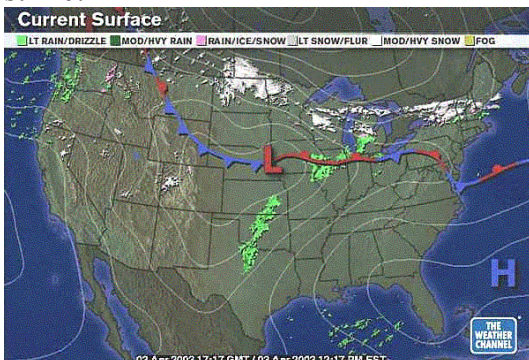 Current Surface
LT RAIN/DRIZZLE MOD/HVY RAIN RAIN/ICE/SNOW LT SNOW/FLUR MOD/HVY SNOW FOG
L
H
THE
WEATHER
CHANNEL